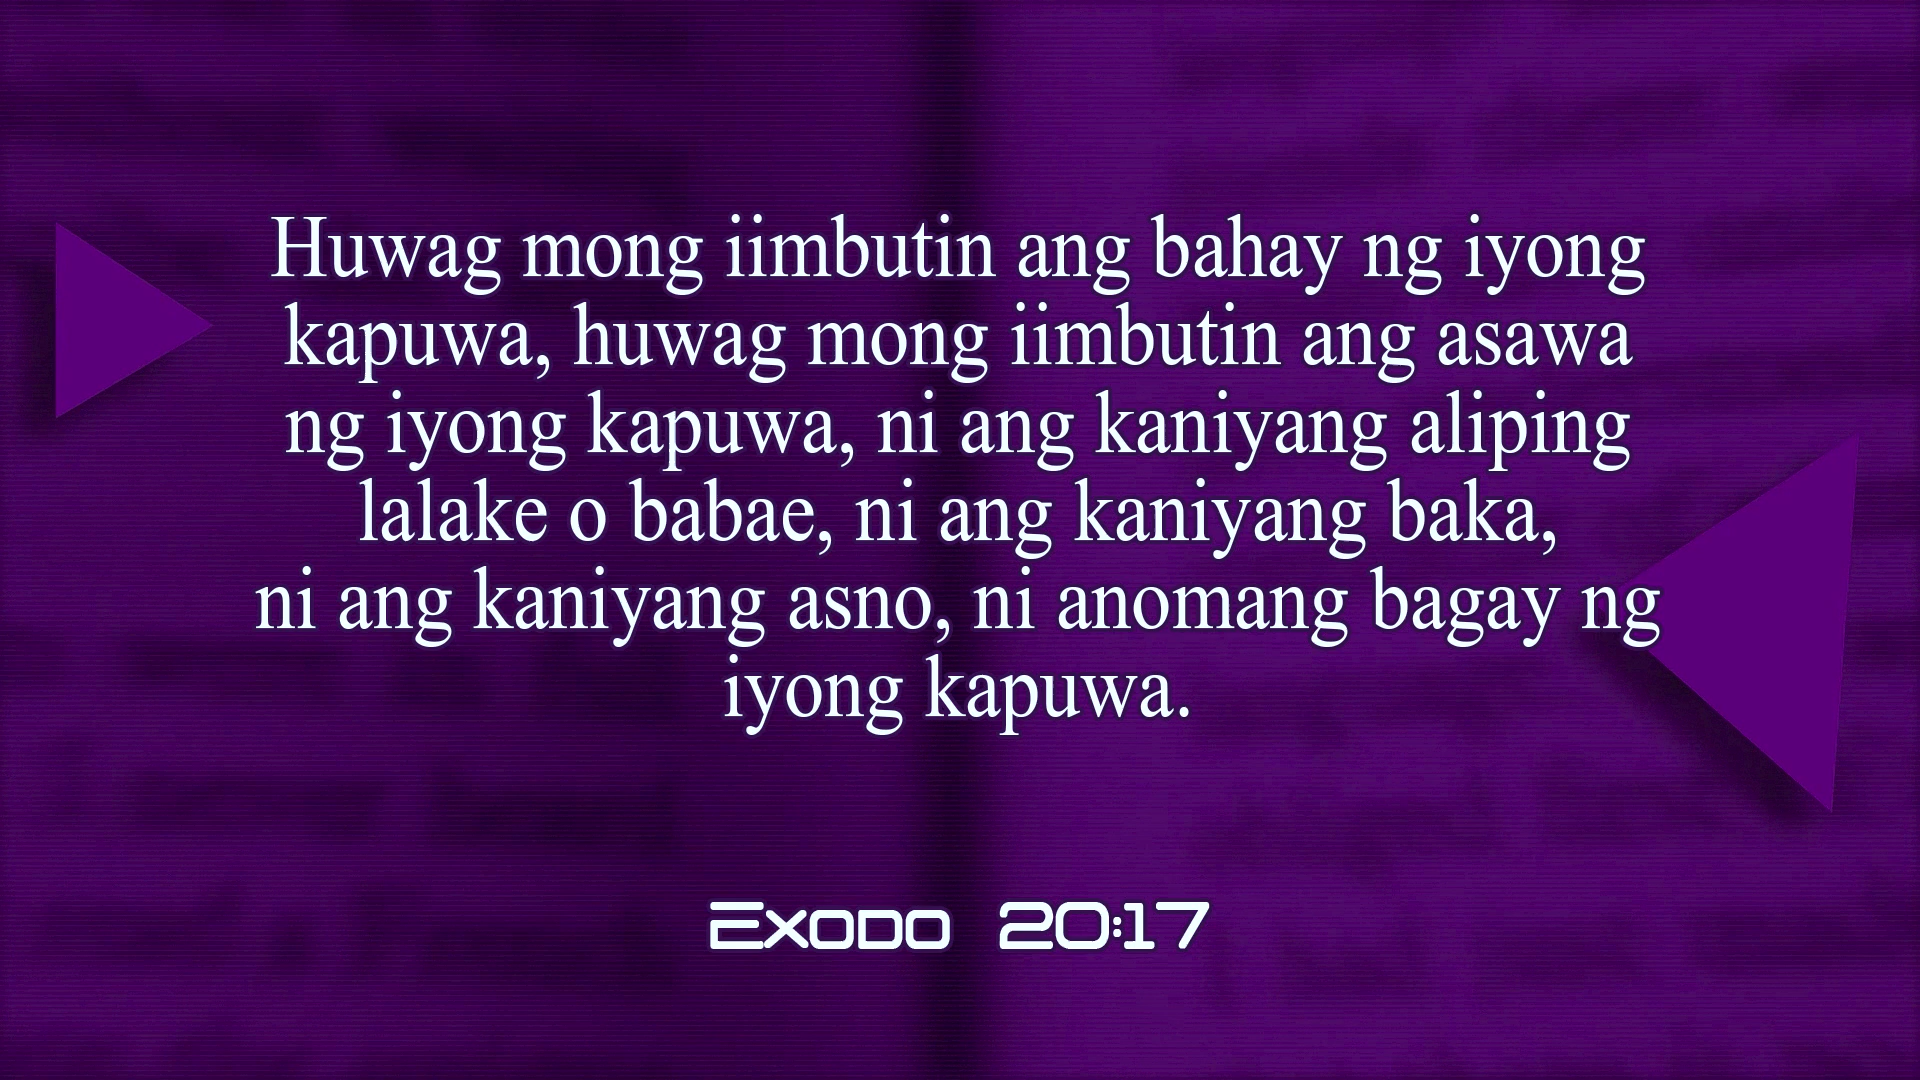 Huwag mong iimbutin ang bahay ng iyong
kapuwa, huwag mong iimbutin ang asawa
ng iyong kapuwa, ni ang kaniyang aliping
lalake o babae, ni ang kaniyang baka,
ni ang kaniyang asno, ni anomang bagay ng
iyong kapuwa.
Exodo 20:17